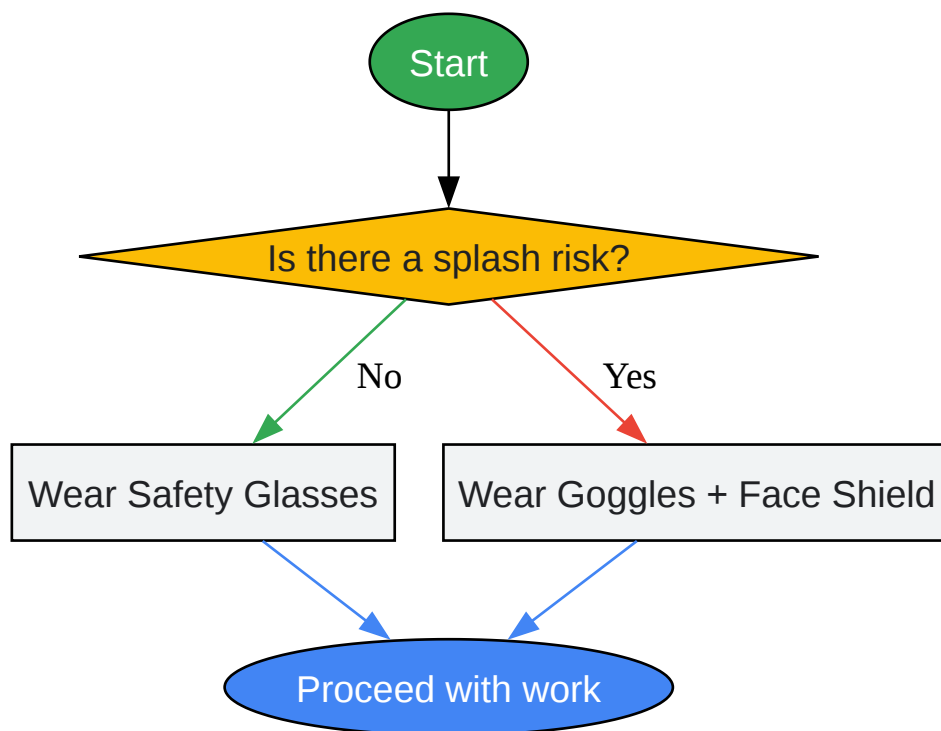 Start
Is there a splash risk?
No
Yes
Wear Safety Glasses
Wear Goggles + Face Shield
Proceed with work